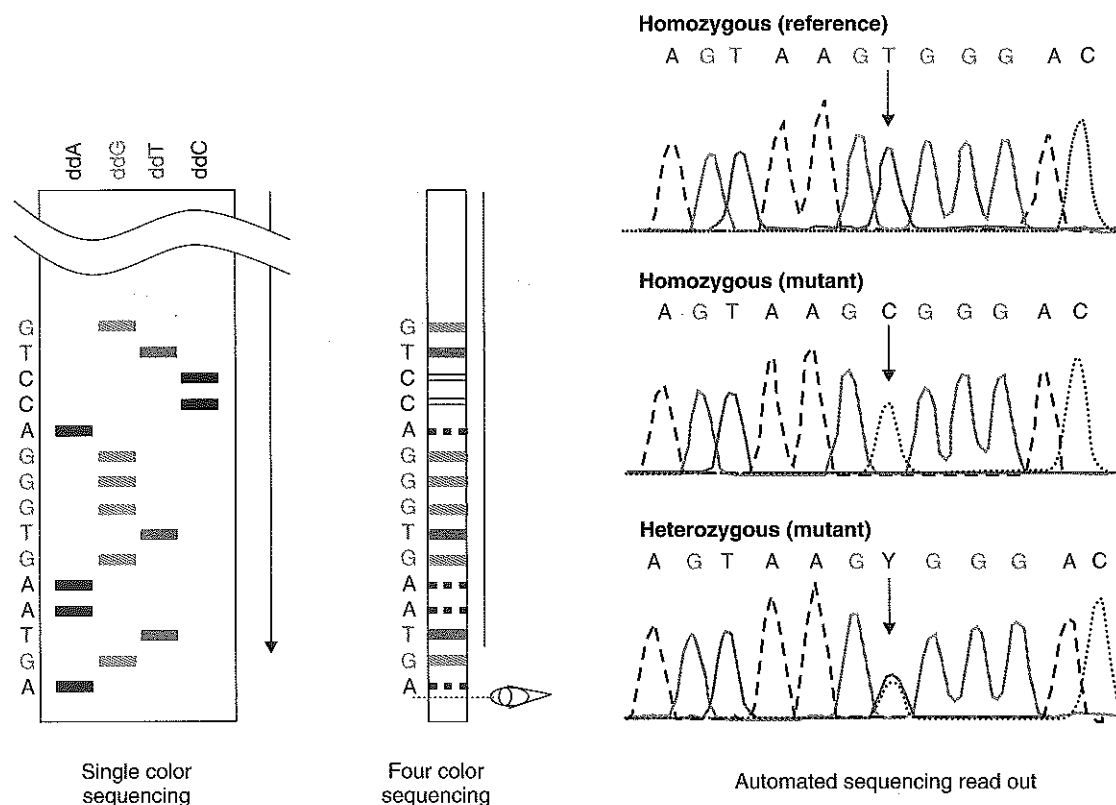 ddA
ddG
ddT
ddC
G
T
C
C
A
G
G
G
T
G
A
A
T
G
A
Single color
sequencing
G
T
C
C
A
G
G
G
T
G
A
A
T
G
A
Four color
sequencing
Homozygous (reference)
A G T A A G T G G G A C
Homozygous (mutant)
A G T A A G C G G G A C
Heterozygous (mutant)
A G T A A G Y G G G A C
Automated sequencing read out